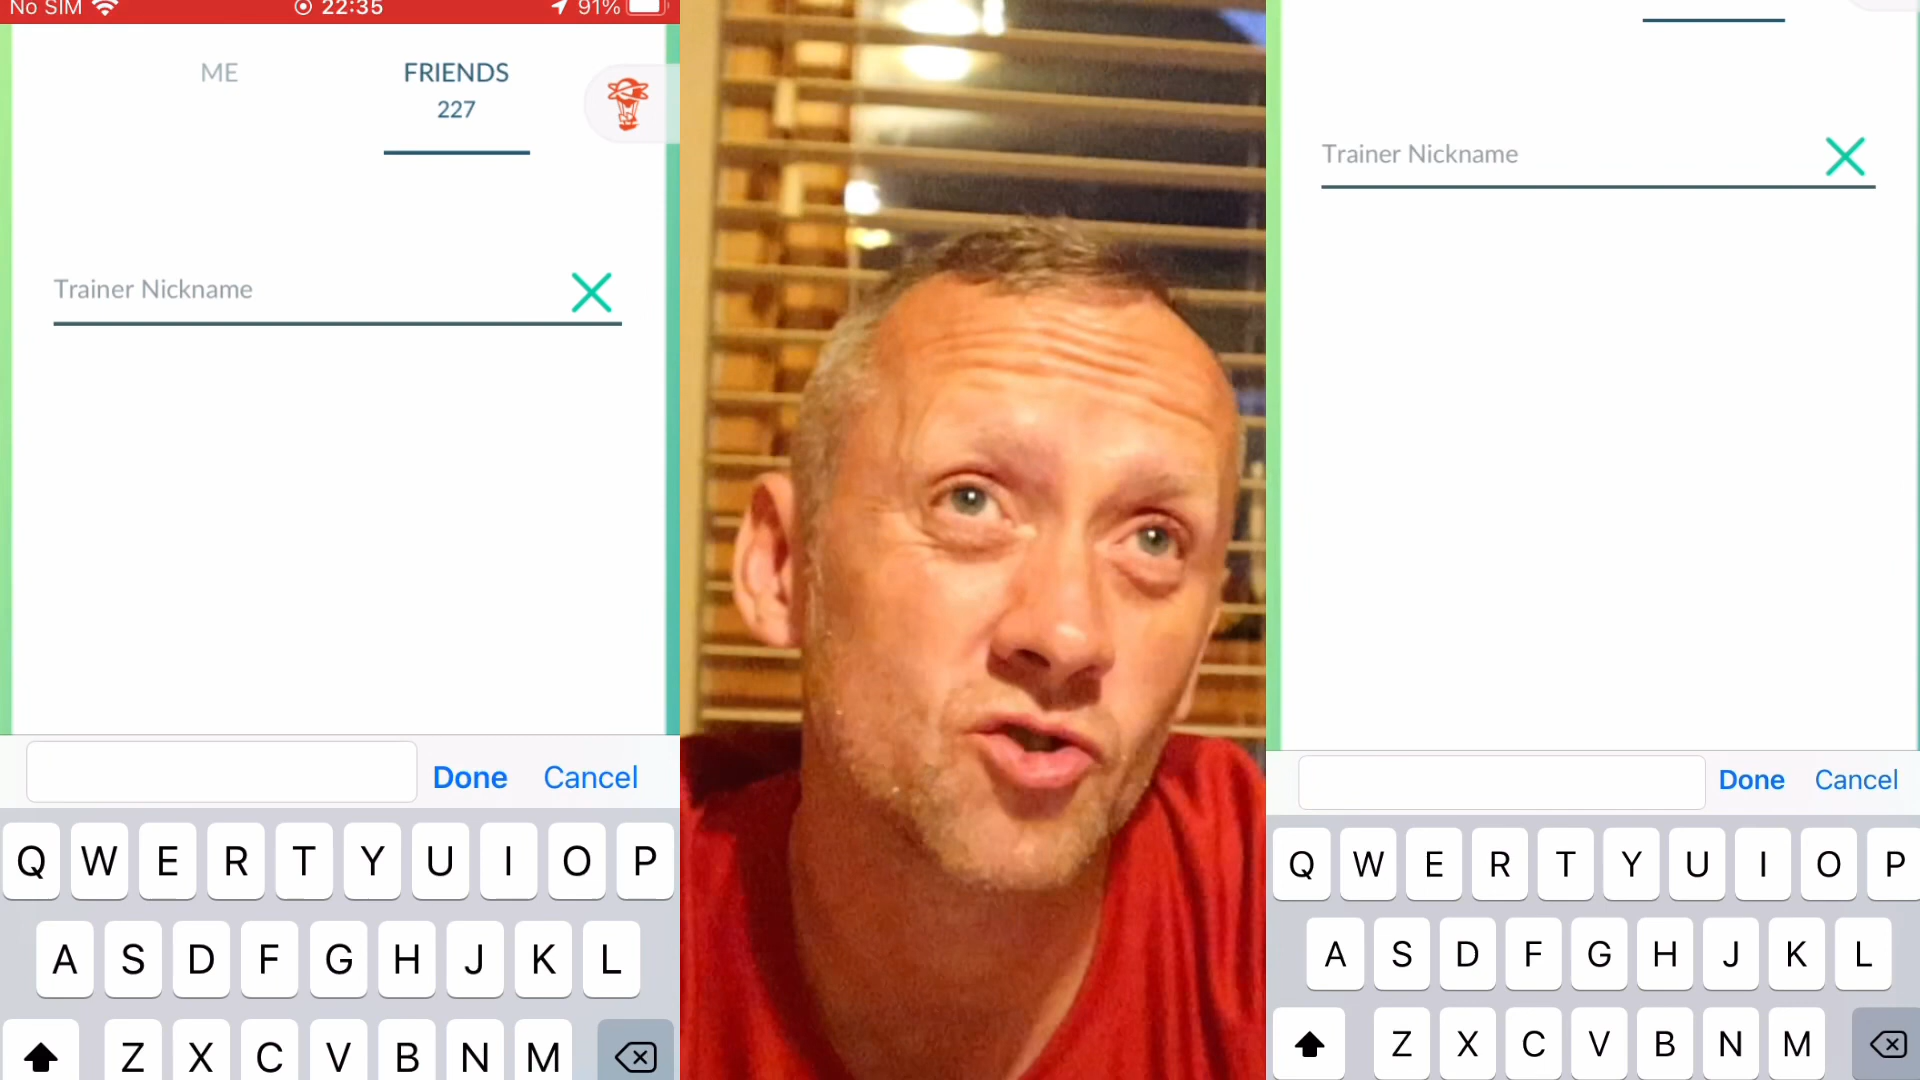 No SIM 22:35 91%
ME FRIENDS
227
Trainer Nickname
Done Cancel
Q W E R T Y U I O P
A S D F G H J K L
Z X C V B N M
Trainer Nickname
Done Cancel
Q W E R T Y U I O P
A S D F G H J K L
Z X C V B N M